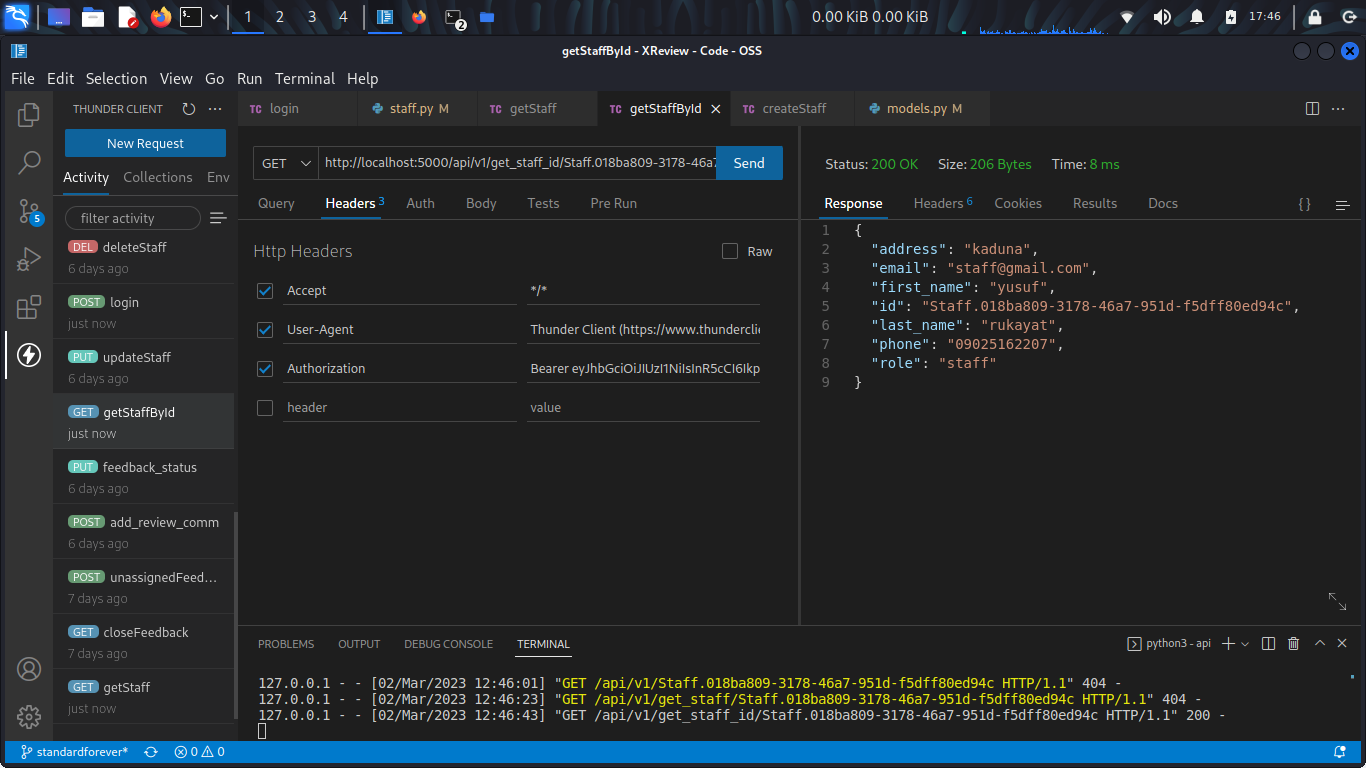 1 2 3 4 2 0.00 KiB 0.00 KiB 17:46
getStaffById - XReview - Code - OSS
File Edit Selection View Go Run Terminal Help
THUNDER CLIENT
New Request
Activity Collections Env
filter activity
DEL deleteStaff
6 days ago
POST login
just now
PUT updateStaff
6 days ago
GET getStaffById
just now
PUT feedback_status
6 days ago
POST add_review_comm
6 days ago
POST unassignedFeed...
7 days ago
GET closeFeedback
7 days ago
GET getStaff
just now
5
TC login staff.py M TC getStaff TC getStaffById TC createStaff models.py M
GET http://localhost:5000/api/v1/get_staff_id/Staff.018ba809-3178-46a7 Send
Query Headers 3 Auth Body Tests Pre Run
Http Headers Raw
Accept */*
User-Agent Thunder Client (https://www.thunderclie
Authorization Bearer eyJhbGciOiJIUzI1NiIsInR5cCI6Ikp
header value
Status: 200 OK Size: 206 Bytes Time: 8 ms
Response Headers 6 Cookies Results Docs { }
1 {
2 "address": "kaduna",
3 "email": "staff@gmail.com",
4 "first_name": "yusuf",
5 "id": "Staff.018ba809-3178-46a7-951d-f5dff80ed94c",
6 "last_name": "rukayat",
7 "phone": "09025162207",
8 "role": "staff"
9 }
PROBLEMS OUTPUT DEBUG CONSOLE TERMINAL python3 - api
127.0.0.1 - - [02/Mar/2023 12:46:01] "GET /api/v1/Staff.018ba809-3178-46a7-951d-f5dff80ed94c HTTP/1.1" 404 -
127.0.0.1 - - [02/Mar/2023 12:46:23] "GET /api/v1/get_staff/Staff.018ba809-3178-46a7-951d-f5dff80ed94c HTTP/1.1" 404 -
127.0.0.1 - - [02/Mar/2023 12:46:43] "GET /api/v1/get_staff_id/Staff.018ba809-3178-46a7-951d-f5dff80ed94c HTTP/1.1" 200 -
standardforever* 0 0